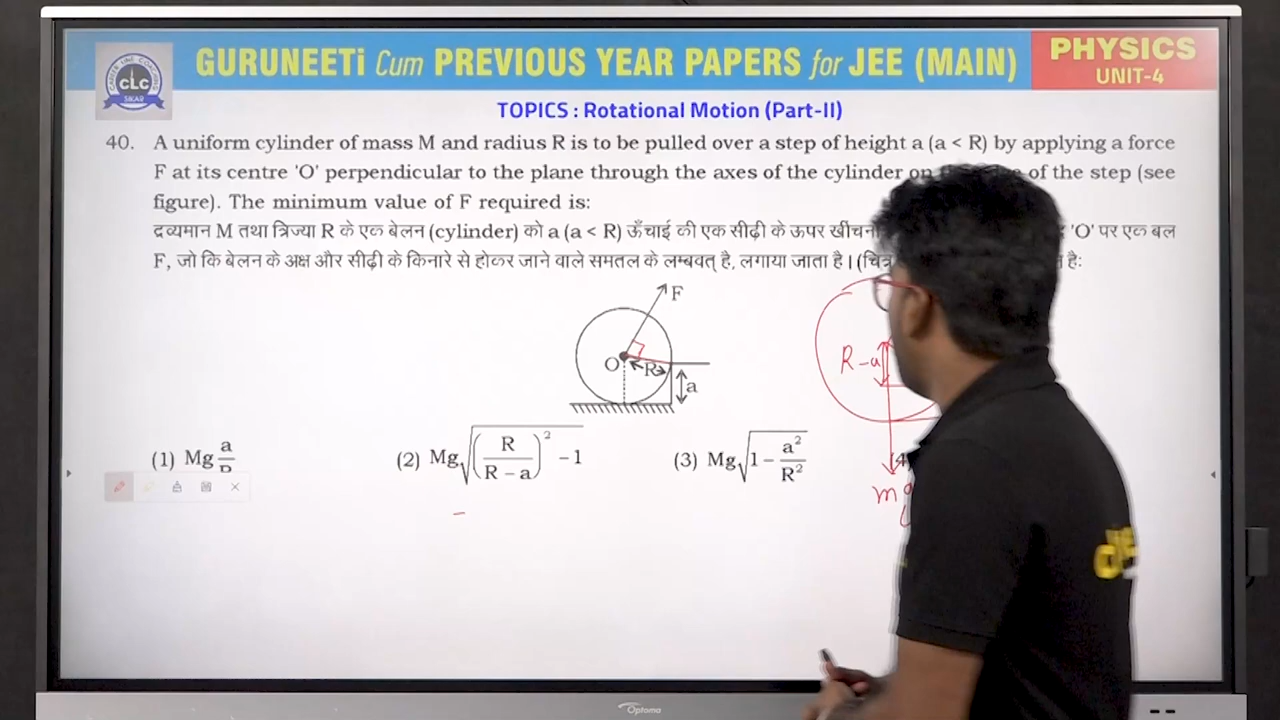 GURUNEETi Cum PREVIOUS YEAR PAPERS for JEE (MAIN)
PHYSICS
UNIT-4
CLC
SIKAR
TOPICS : Rotational Motion (Part-II)
40. A uniform cylinder of mass M and radius R is to be pulled over a step of height a (a < R) by applying a force
F at its centre 'O' perpendicular to the plane through the axes of the cylinder on of the step (see
figure). The minimum value of F required is:
द्रव्यमान M तथा त्रिज्या R के एक बेलन (cylinder) को a (a < R) ऊँचाई की एक सीढ़ी के ऊपर 'O' पर एक बल
F, जो कि बेलन के अक्ष और सीढ़ी के किनारे से होकर जाने वाले समतल के लम्बवत् है, लगाया जाता है। है:
F
O
R
a
R-a
(1) Mg a/R
(2) Mg√((R/(R – a))² – 1)
(3) Mg√(1 – a²/R²)
(4)
mg
Optoma